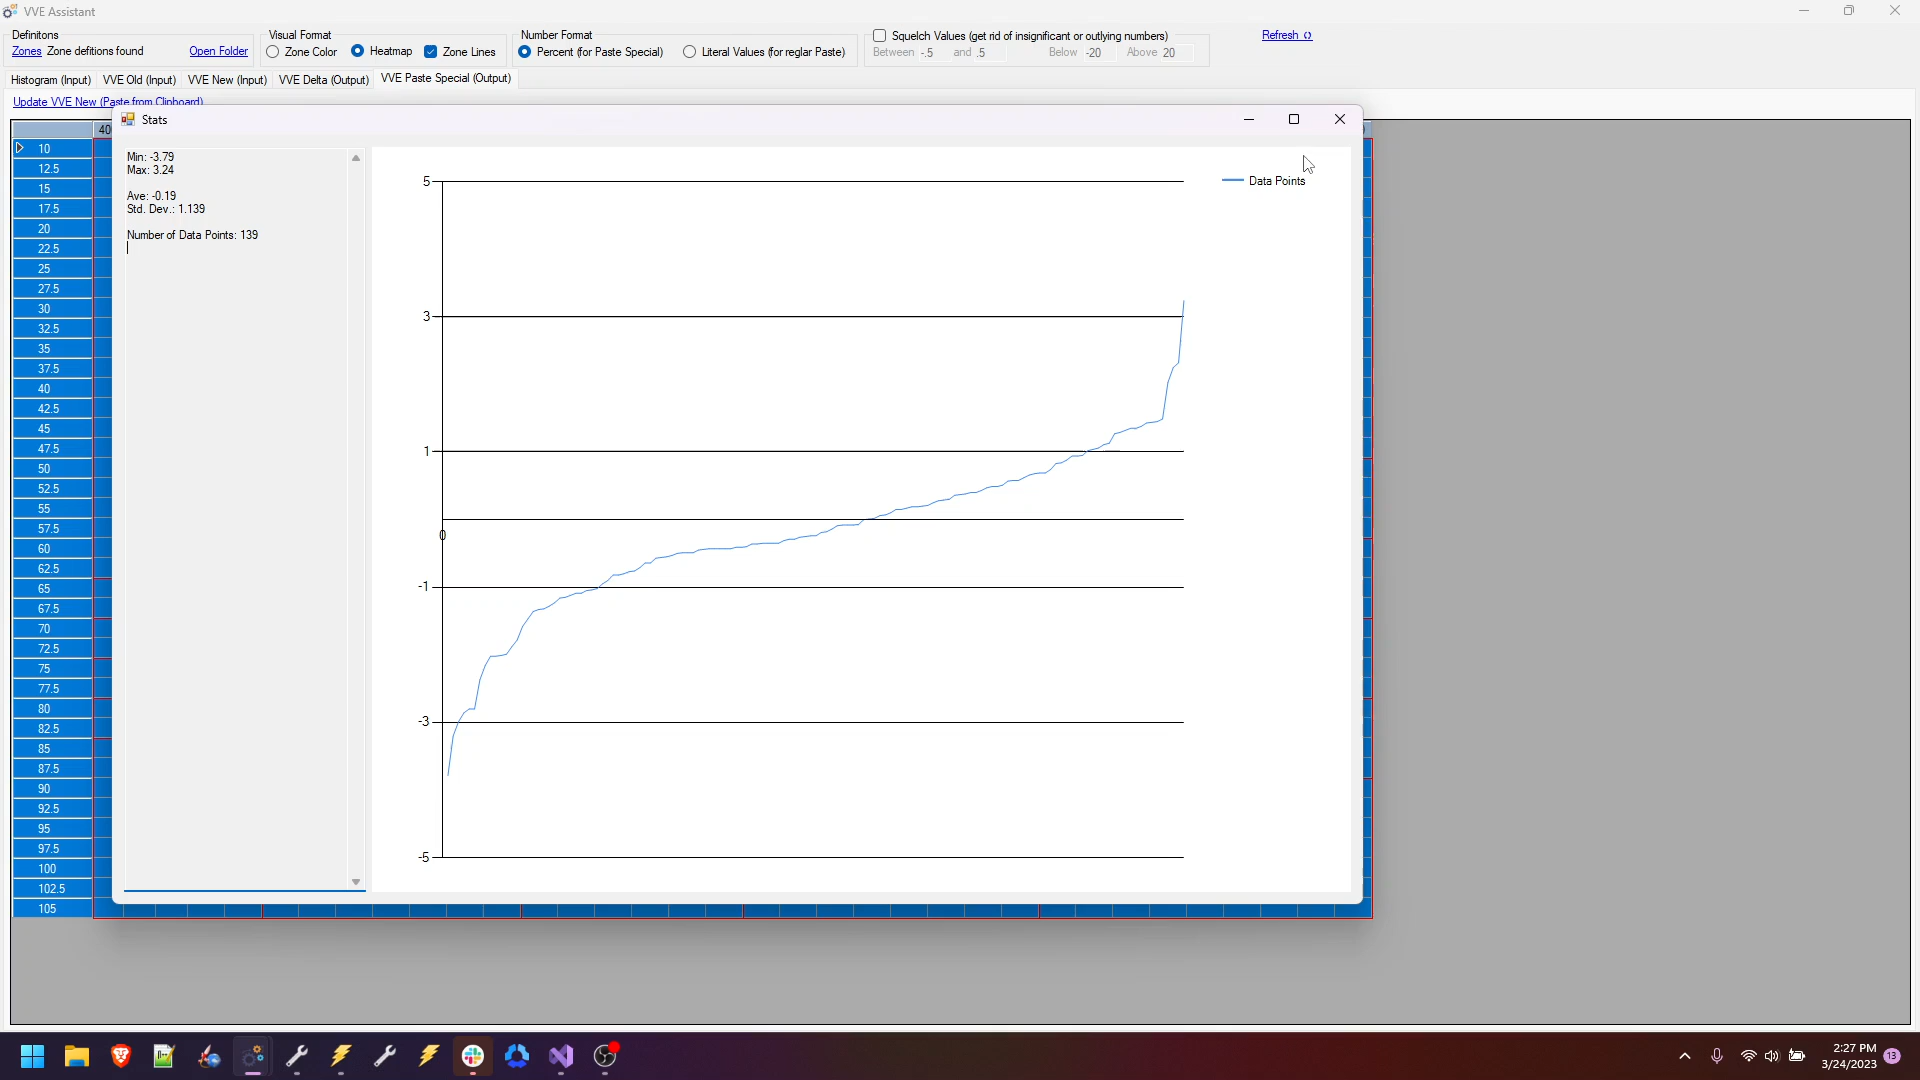 VVE Assistant
Definitons
Zones Zone defitions found Open Folder
Visual Format
Zone Color Heatmap Zone Lines
Number Format
Percent (for Paste Special) Literal Values (for reglar Paste)
Squelch Values (get rid of insignificant or outlying numbers)
Between -.5 and .5 Below -20 Above 20
Refresh
Histogram (Input) VVE Old (Input) VVE New (Input) VVE Delta (Output) VVE Paste Special (Output)
Update VVE New (Paste from Clipboard)
Stats
40
10
12.5
15
17.5
20
22.5
25
27.5
30
32.5
35
37.5
40
42.5
45
47.5
50
52.5
55
57.5
60
62.5
65
67.5
70
72.5
75
77.5
80
82.5
85
87.5
90
92.5
95
97.5
100
102.5
105
Min: -3.79
Max: 3.24
Ave: -0.19
Std. Dev.: 1.139
Number of Data Points: 139
5
3
1
0
-1
-3
-5
Data Points
2:27 PM
3/24/2023
13